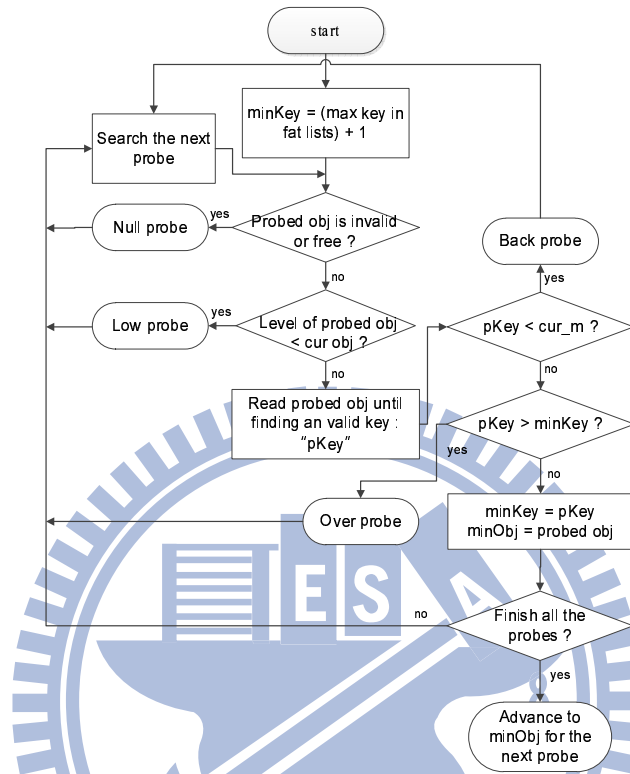 start
minKey = (max key in
fat lists) + 1
Search the next
probe
Probed obj is invalid
or free ?
yes
Null probe
no
Level of probed obj
< cur obj ?
yes
Low probe
no
Read probed obj until
finding an valid key :
“pKey”
Back probe
yes
pKey < cur_m ?
no
pKey > minKey ?
yes
Over probe
no
minKey = pKey
minObj = probed obj
Finish all the
probes ?
no
yes
Advance to
minObj for the
next probe
E S A
8